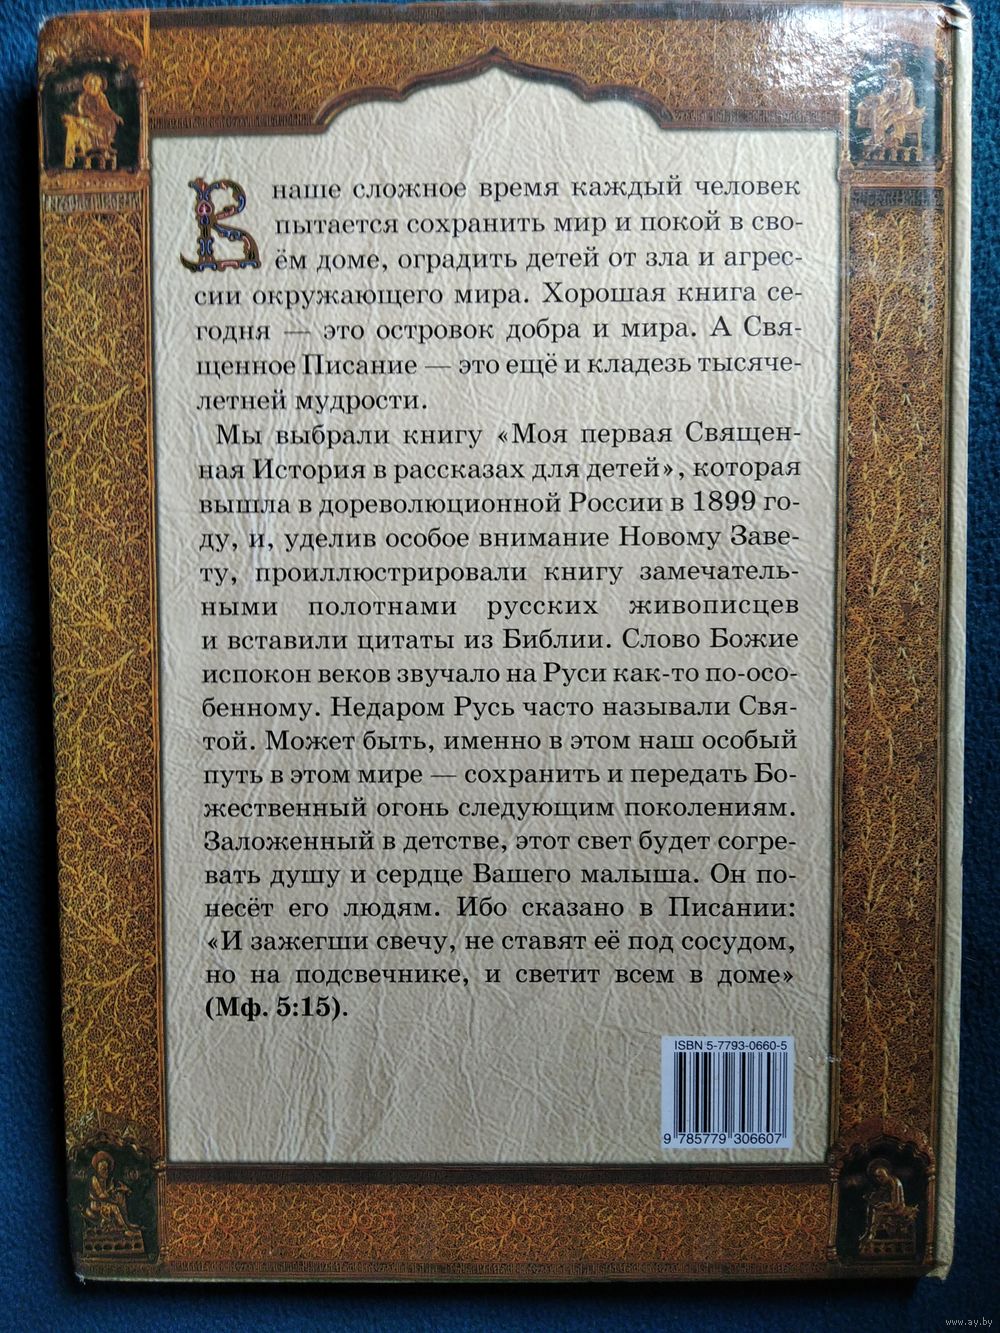 В наше сложное время каждый человек
пытается сохранить мир и покой в сво-
ём доме, оградить детей от зла и агрес-
сии окружающего мира. Хорошая книга се-
годня — это островок добра и мира. А Свя-
щенное Писание — это ещё и кладезь тысяче-
летней мудрости.
Мы выбрали книгу «Моя первая Священ-
ная История в рассказах для детей», которая
вышла в дореволюционной России в 1899 го-
ду, и, уделив особое внимание Новому Заве-
ту, проиллюстрировали книгу замечатель-
ными полотнами русских живописцев
и вставили цитаты из Библии. Слово Божие
испокон веков звучало на Руси как-то по-осо-
бенному. Недаром Русь часто называли Свя-
той. Может быть, именно в этом наш особый
путь в этом мире — сохранить и передать Бо-
жественный огонь следующим поколениям.
Заложенный в детстве, этот свет будет согре-
вать душу и сердце Вашего малыша. Он по-
несёт его людям. Ибо сказано в Писании:
«И зажегши свечу, не ставят её под сосудом,
но на подсвечнике, и светит всем в доме»
(Мф. 5:15).
ISBN 5-7793-0660-5
9 785779 306607
www.ay.by